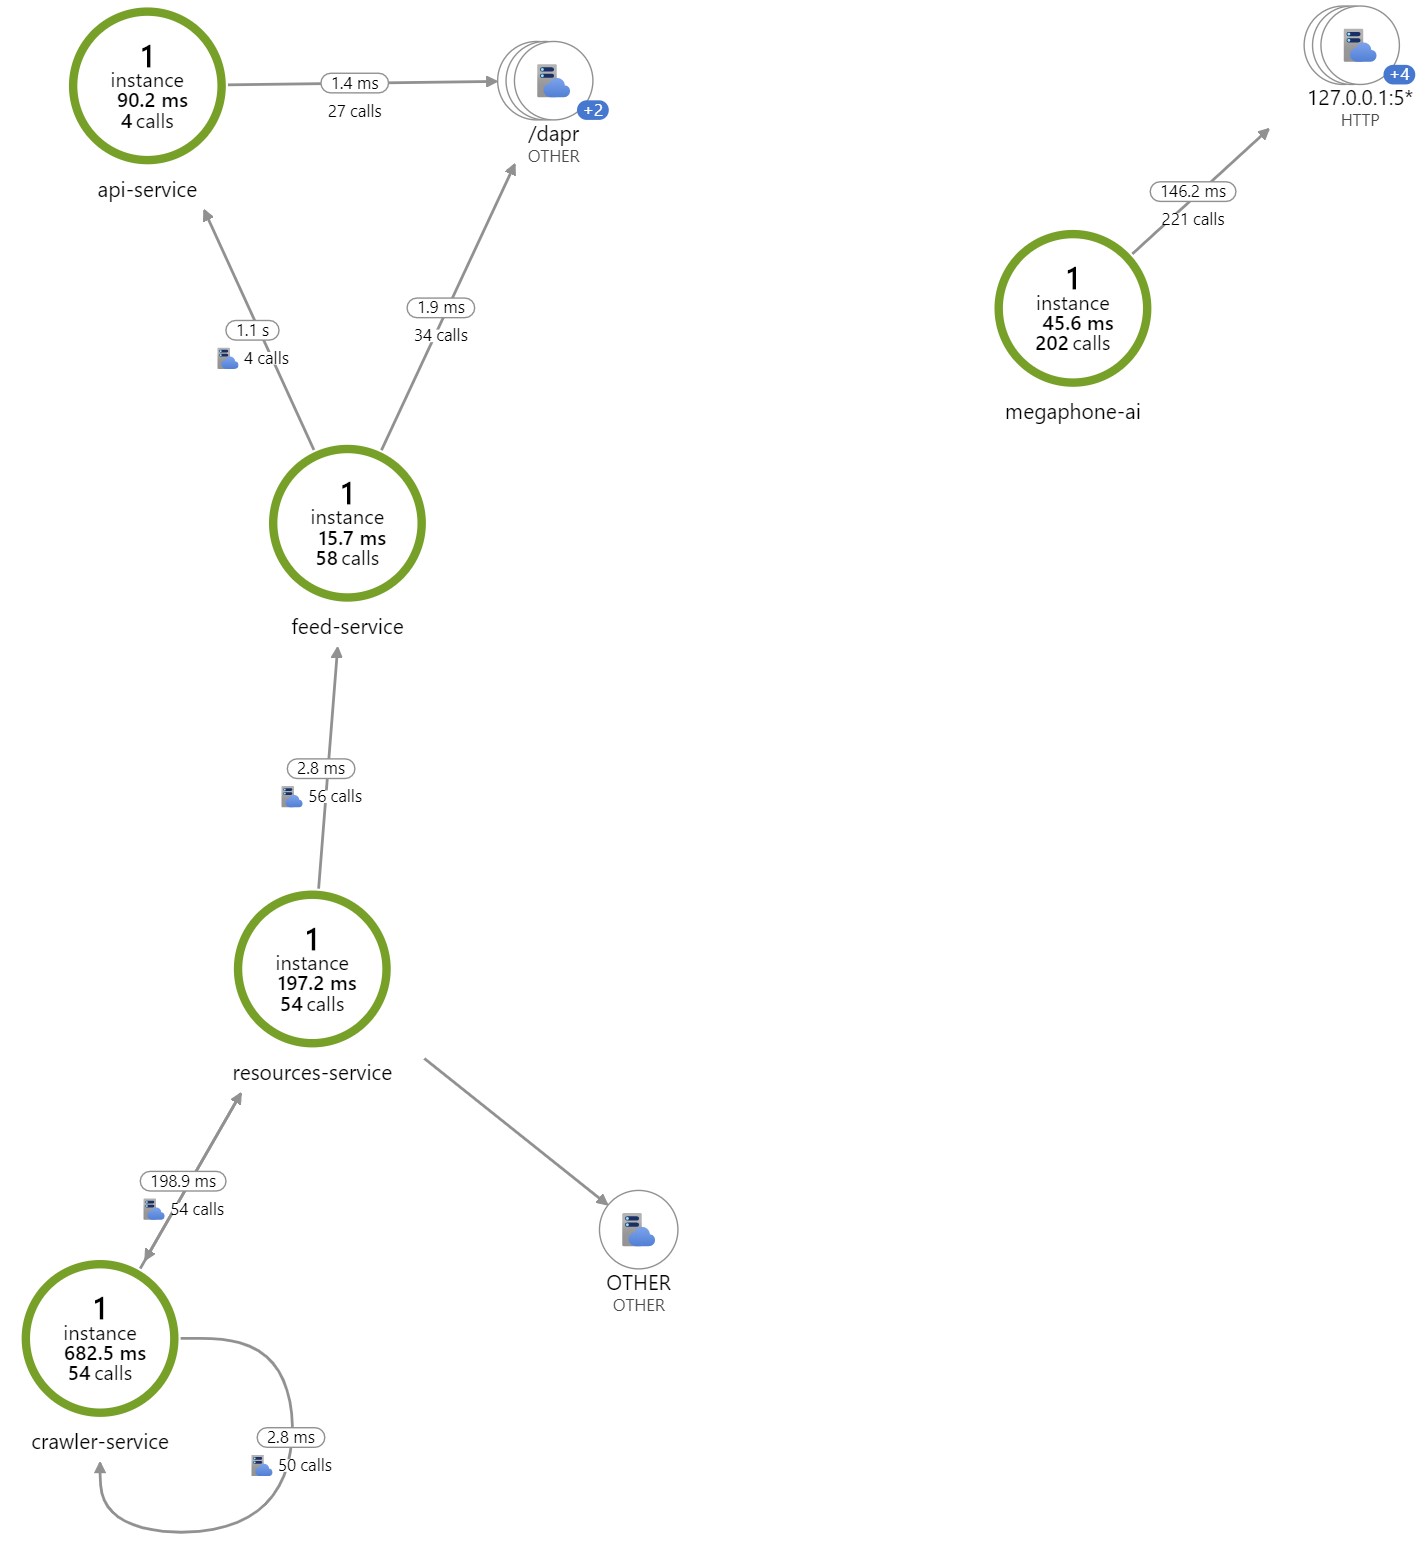 1
instance
90.2 ms
4 calls
api-service
1.4 ms
27 calls
+2
/dapr
OTHER
+4
127.0.0.1:5*
HTTP
146.2 ms
221 calls
1
instance
45.6 ms
202 calls
megaphone-ai
1.1 s
4 calls
1.9 ms
34 calls
1
instance
15.7 ms
58 calls
feed-service
2.8 ms
56 calls
1
instance
197.2 ms
54 calls
resources-service
198.9 ms
54 calls
OTHER
OTHER
1
instance
682.5 ms
54 calls
crawler-service
2.8 ms
50 calls